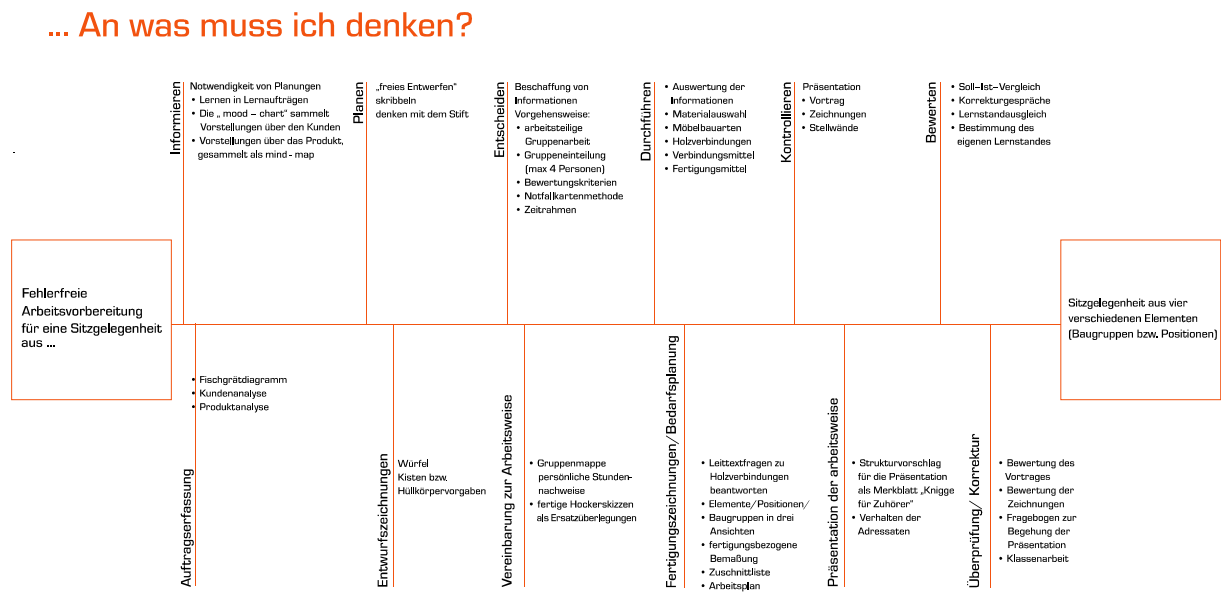 ... An was muss ich denken?
Informieren
Notwendigkeit von Planungen
• Lernen in Lernaufträgen
• Die „ mood – chart" sammelt
Vorstellungen über den Kunden
• Vorstellungen über das Produkt,
gesammelt als mind - map
Planen
„freies Entwerfen"
skribbeln
denken mit dem Stift
Entscheiden
Beschaffung von
Informationen
Vorgehensweise:
• arbeitsteilige
Gruppenarbeit
• Gruppeneinteilung
(max 4 Personen)
• Bewertungskriterien
• Notfallkartenmethode
• Zeitrahmen
Durchführen
• Auswertung der
Informationen
• Materialauswahl
• Möbelbauarten
• Holzverbindungen
• Verbindungsmittel
• Fertigungsmittel
Kontrollieren
Präsentation
• Vortrag
• Zeichnungen
• Stellwände
Bewerten
• Soll-Ist-Vergleich
• Korrekturgespräche
• Lernstandausgleich
• Bestimmung des
eigenen Lernstandes
Fehlerfreie
Arbeitsvorbereitung
für eine Sitzgelegenheit
aus ...
Sitzgelegenheit aus vier
verschiedenen Elementen
(Baugruppen bzw. Positionen)
Auftragserfassung
• Fischgrätdiagramm
• Kundenanalyse
• Produktanalyse
Entwurfszeichnungen
Würfel
Kisten bzw.
Hüllkörpervorgaben
Vereinbarung zur Arbeitsweise
• Gruppenmappe
persönliche Stunden-
nachweise
• fertige Hockerskizzen
als Ersatzüberlegungen
Fertigungszeichnungen/Bedarfsplanung
• Leittextfragen zu
Holzverbindungen
beantworten
• Elemente/Positionen/
• Baugruppen in drei
Ansichten
• fertigungsbezogene
Bemaßung
• Zuschnittliste
• Arbeitsplan
Präsentation der arbeitsweise
• Strukturvorschlag
für die Präsentation
als Merkblatt „Knigge
für Zuhörer"
• Verhalten der
Adressaten
Überprüfung/ Korrektur
• Bewertung des
Vortrages
• Bewertung der
Zeichnungen
• Fragebogen zur
Begehung der
Präsentation
• Klassenarbeit